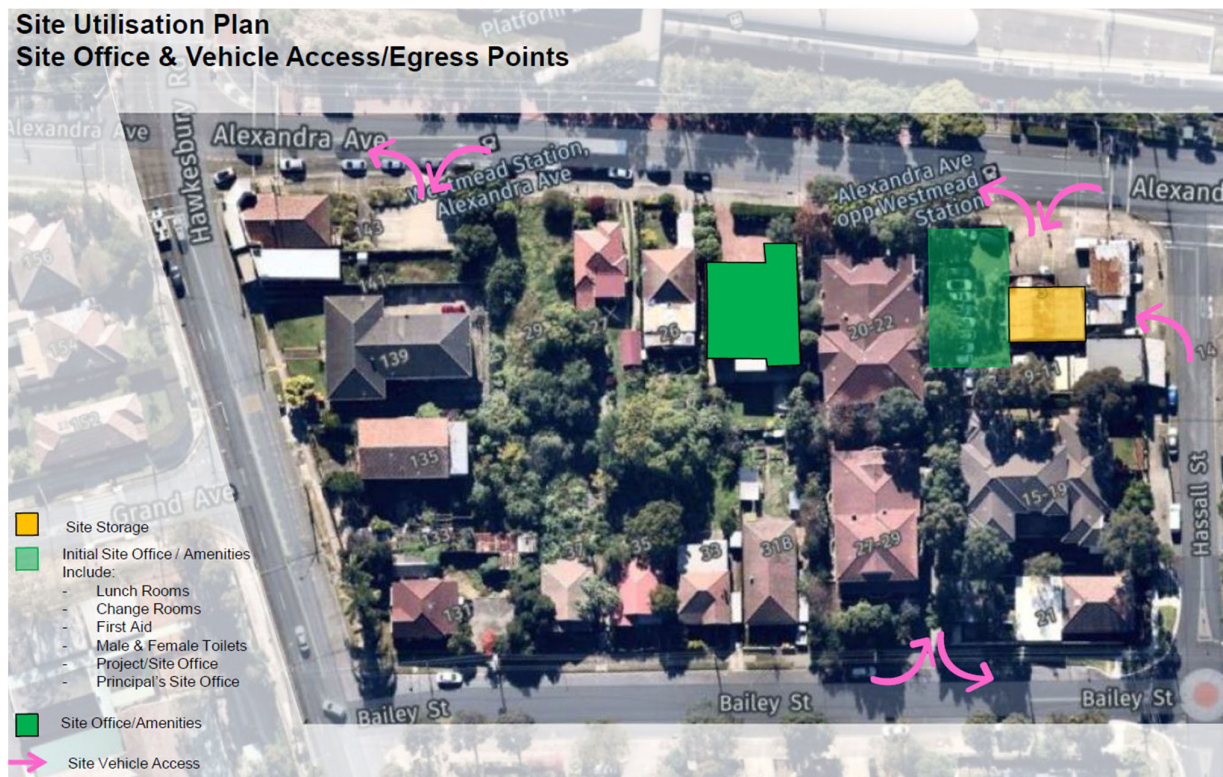 Site Utilisation Plan
Site Office & Vehicle Access/Egress Points
Platform
Alexandra Ave
Hawkesbury R
Hawkesbury Rd
Alexandra Ave
Westmead Station,
Alexandra Ave
Alexandra Ave
opp Westmead
Station
Alexand
156
143
141
154
139
29
27
26
20-22
9-11
14
152
135
15-19
Grand Ave
Hassall St
133
37
35
33
31B
27-29
131
21
Bailey St
Bailey St
Bailey St
Site Storage
Initial Site Office / Amenities
Include:
- Lunch Rooms
- Change Rooms
- First Aid
- Male & Female Toilets
- Project/Site Office
- Principal's Site Office
Site Office/Amenities
Site Vehicle Access